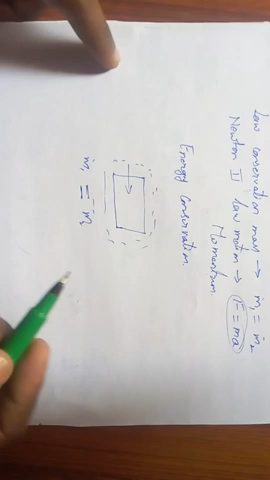 Law conservation mass → ṁ₁ = ṁ₂
Newton II law motion → F = ma
Momentum.
Energy conservation.
ṁ₁ = ṁ₂